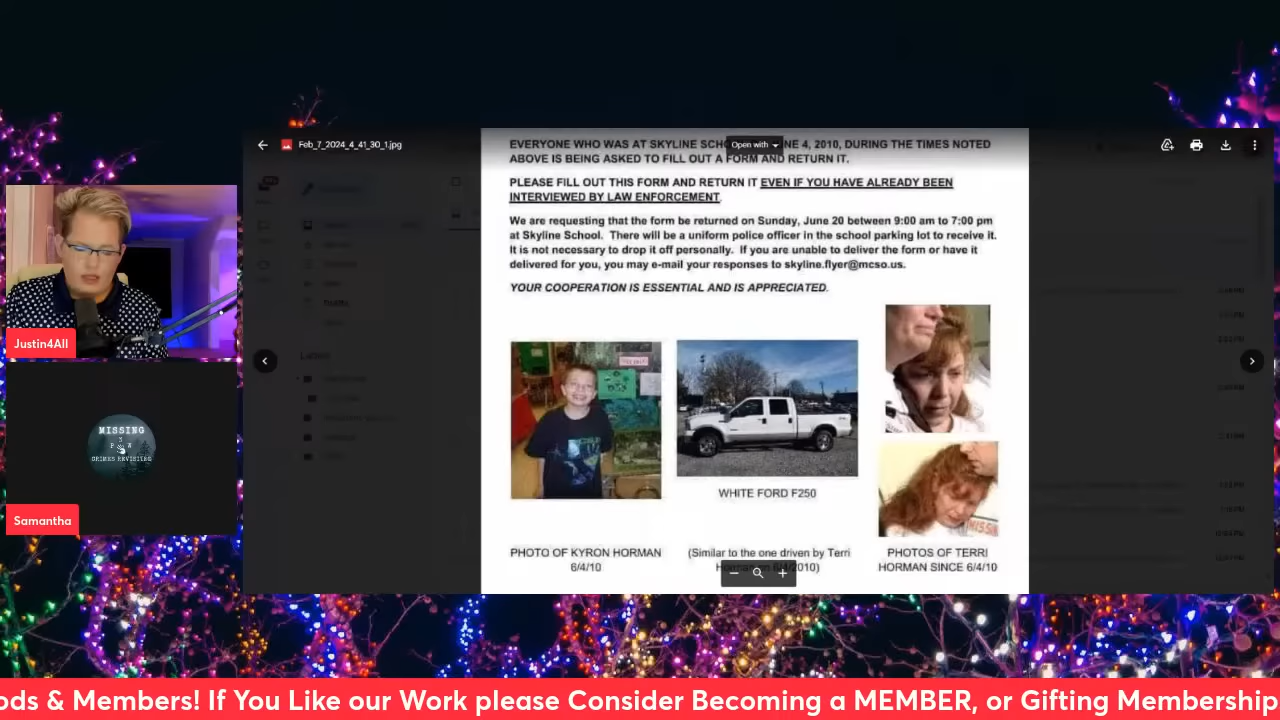 Feb_7_2024_4_41_30_1.jpg
Open with
EVERYONE WHO WAS AT SKYLINE NE 4, 2010, DURING THE TIMES NOTED
ABOVE IS BEING ASKED TO FILL OUT A FORM AND RETURN IT.
PLEASE FILL OUT THIS FORM AND RETURN IT EVEN IF YOU HAVE ALREADY BEEN
INTERVIEWED BY LAW ENFORCEMENT.
We are requesting that the form be returned on Sunday, June 20 between 9:00 am to 7:00 pm
at Skyline School. There will be a uniform police officer in the school parking lot to receive it.
It is not necessary to drop it off personally. If you are unable to deliver the form or have it
delivered for you, you may e-mail your responses to skyline.flyer@mcso.us.
YOUR COOPERATION IS ESSENTIAL AND IS APPRECIATED.
WHITE FORD F250
PHOTO OF KYRON HORMAN
6/4/10
(Similar to the one driven by Terri
2010)
PHOTOS OF TERRI
HORMAN SINCE 6/4/10
Justin4All
MISSING
CRIMES REVISITED
Samantha
ods & Members! If You Like our Work please Consider Becoming a MEMBER, or Gifting Membership